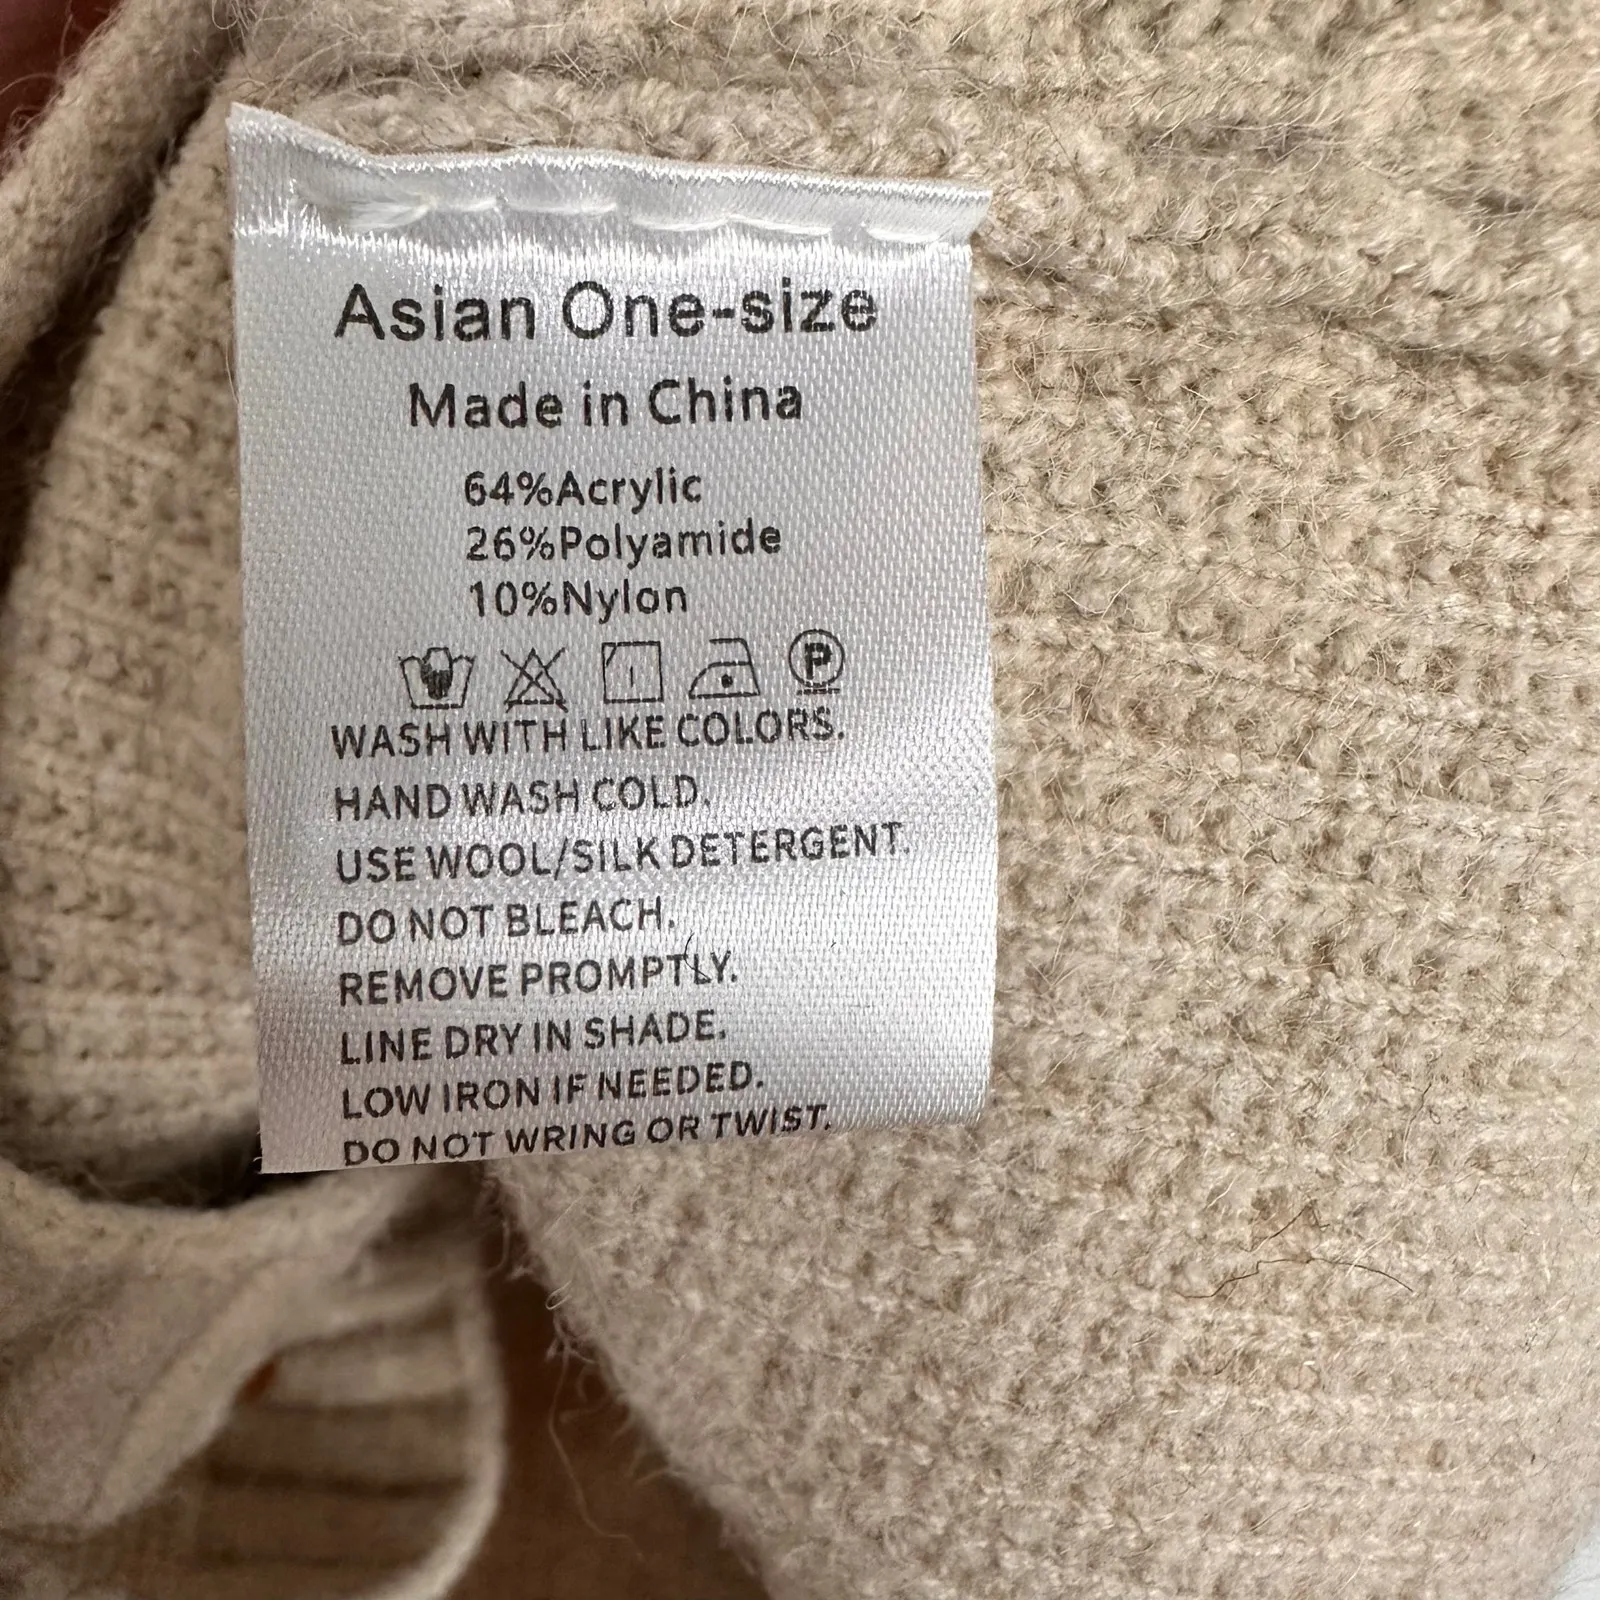 Asian One-size
Made in China
64%Acrylic
26%Polyamide
10%Nylon
P
WASH WITH LIKE COLORS.
HAND WASH COLD.
USE WOOL/SILK DETERGENT.
DO NOT BLEACH.
REMOVE PROMPTLY.
LINE DRY IN SHADE.
LOW IRON IF NEEDED.
DO NOT WRING OR TWIST.